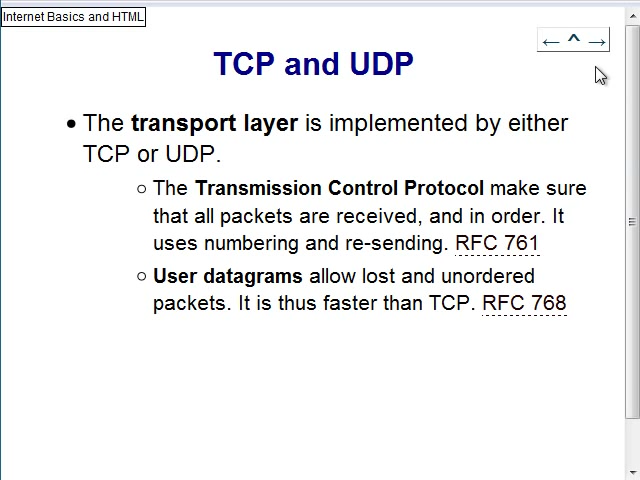 Internet Basics and HTML
← ^ →
TCP and UDP
• The transport layer is implemented by either
TCP or UDP.
○ The Transmission Control Protocol make sure
that all packets are received, and in order. It
uses numbering and re-sending. RFC 761
○ User datagrams allow lost and unordered
packets. It is thus faster than TCP. RFC 768